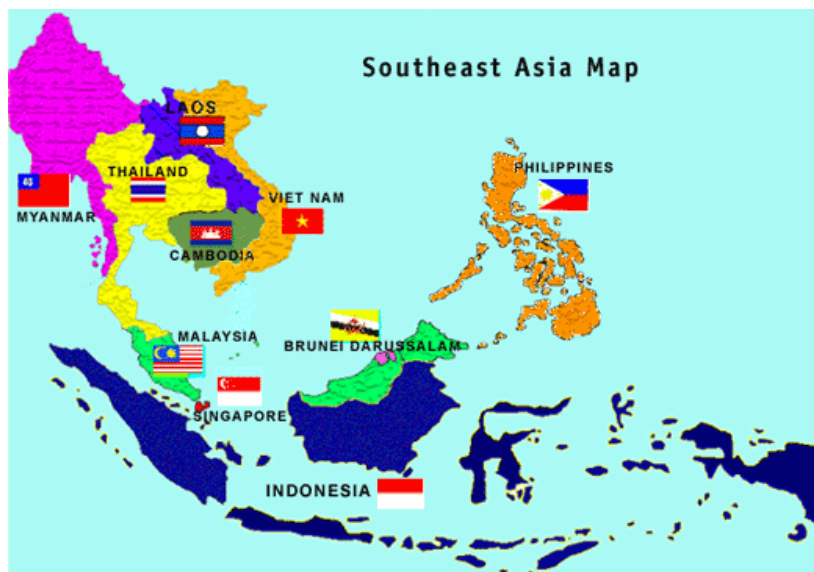 Southeast Asia Map
LAOS
THAILAND
PHILIPPINES
VIET NAM
MYANMAR
CAMBODIA
MALAYSIA
BRUNEI DARUSSALAM
SINGAPORE
INDONESIA